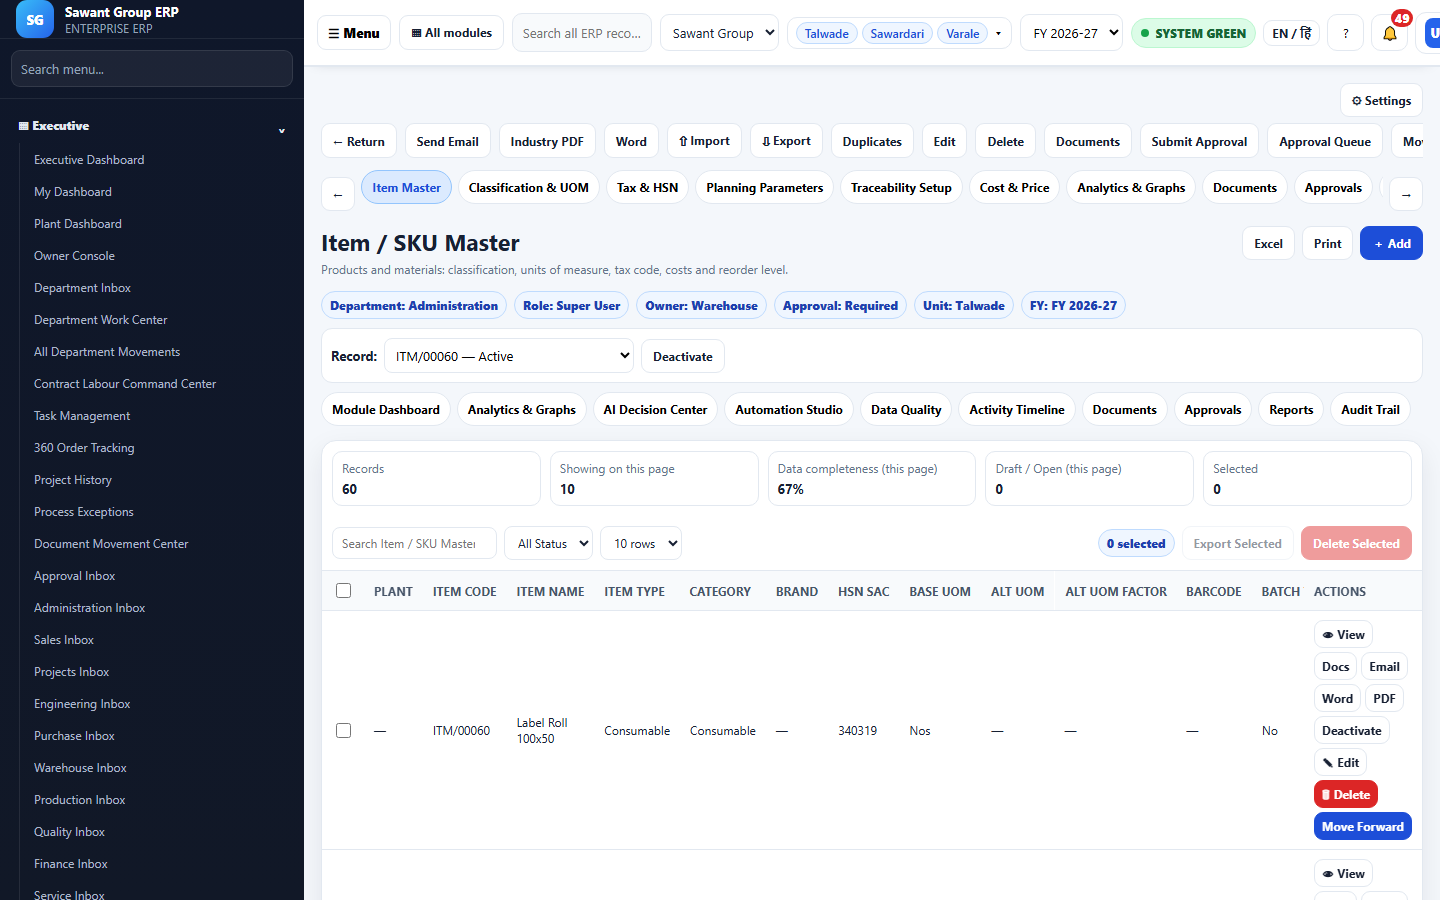 SG
Sawant Group ERP
ENTERPRISE ERP
Search menu...
Executive
Executive Dashboard
My Dashboard
Plant Dashboard
Owner Console
Department Inbox
Department Work Center
All Department Movements
Contract Labour Command Center
Task Management
360 Order Tracking
Project History
Process Exceptions
Document Movement Center
Approval Inbox
Administration Inbox
Sales Inbox
Projects Inbox
Engineering Inbox
Purchase Inbox
Warehouse Inbox
Production Inbox
Quality Inbox
Finance Inbox
Service Inbox
☰ Menu
All modules
Search all ERP reco...
Sawant Group
Talwade
Sawardari
Varale
FY 2026-27
SYSTEM GREEN
EN / हिं
?
49
U
⚙ Settings
← Return
Send Email
Industry PDF
Word
⇧ Import
⇩ Export
Duplicates
Edit
Delete
Documents
Submit Approval
Approval Queue
Mov
←
Item Master
Classification & UOM
Tax & HSN
Planning Parameters
Traceability Setup
Cost & Price
Analytics & Graphs
Documents
Approvals
→
Item / SKU Master
Excel
Print
+ Add
Products and materials: classification, units of measure, tax code, costs and reorder level.
Department: Administration
Role: Super User
Owner: Warehouse
Approval: Required
Unit: Talwade
FY: FY 2026-27
Record:
ITM/00060 — Active
Deactivate
Module Dashboard
Analytics & Graphs
AI Decision Center
Automation Studio
Data Quality
Activity Timeline
Documents
Approvals
Reports
Audit Trail
Records
60
Showing on this page
10
Data completeness (this page)
67%
Draft / Open (this page)
0
Selected
0
Search Item / SKU Master
All Status
10 rows
0 selected
Export Selected
Delete Selected
PLANT ITEM CODE ITEM NAME ITEM TYPE CATEGORY BRAND HSN SAC BASE UOM ALT UOM ALT UOM FACTOR BARCODE BATCH ACTIONS
— ITM/00060 Label Roll 100x50 Consumable Consumable — 340319 Nos — — — No
View
Docs Email
Word PDF
Deactivate
Edit
Delete
Move Forward
View